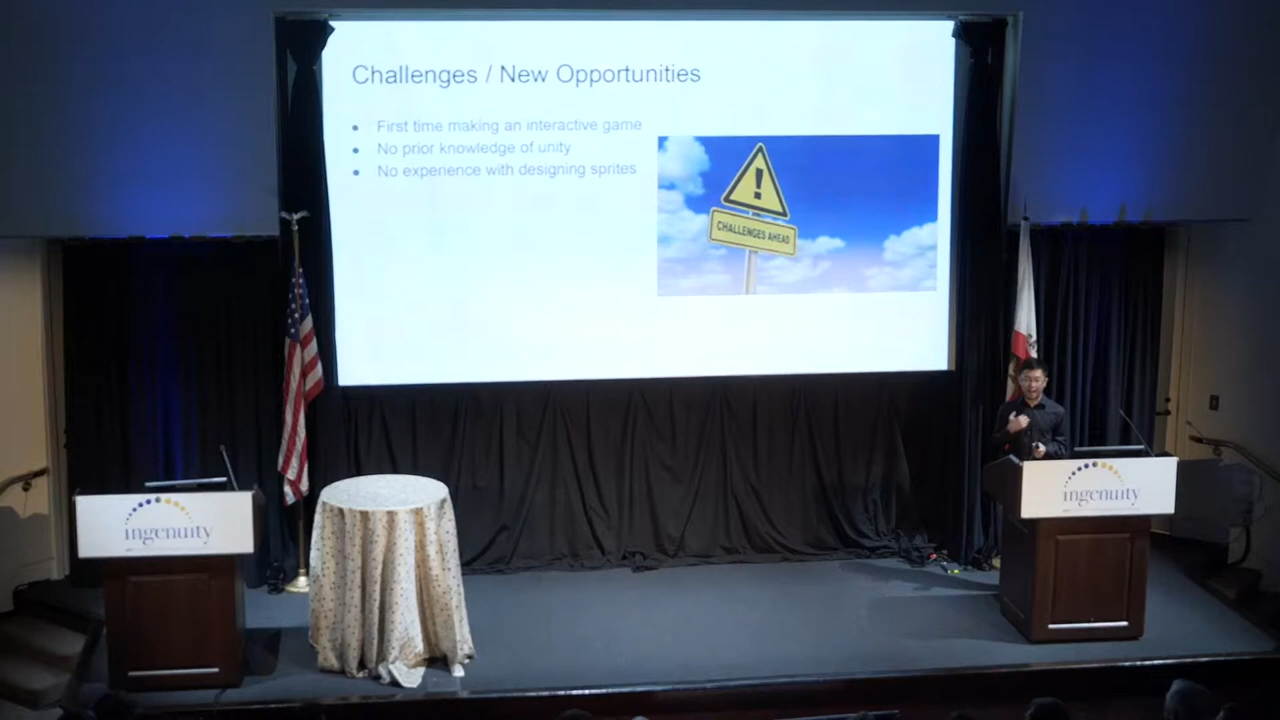 Challenges / New Opportunities
• First time making an interactive game
• No prior knowledge of unity
• No experience with designing sprites
!
CHALLENGES AHEAD
ingenuity
ingenuity